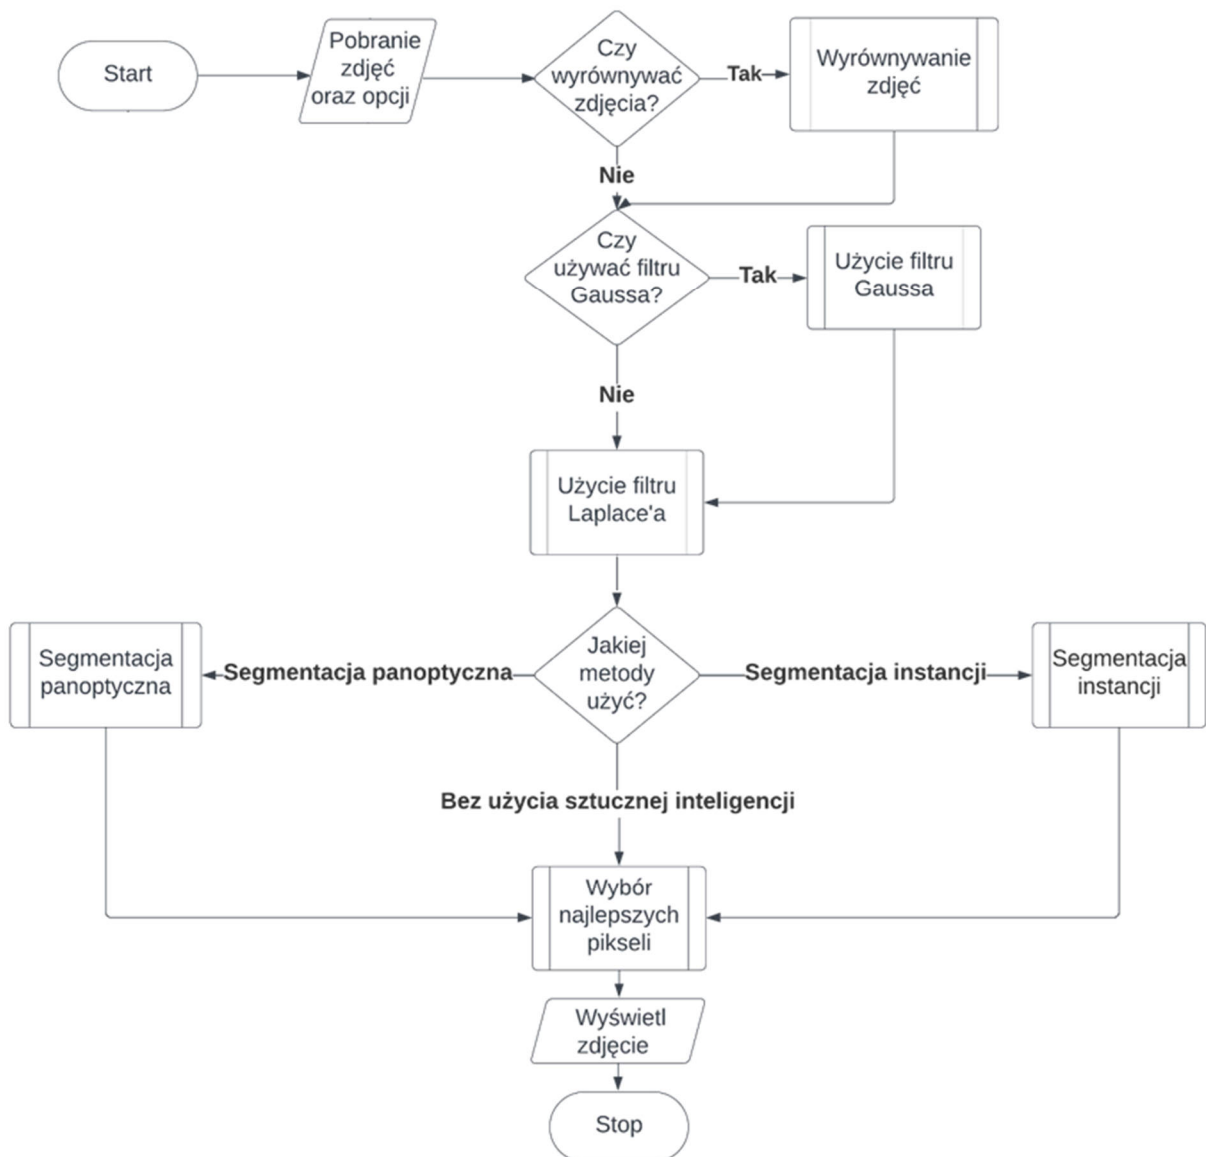 Start
Pobranie
zdjęć
oraz opcji
Czy
wyrównywać
zdjęcia?
Tak
Wyrównywanie
zdjęć
Nie
Czy
używać filtru
Gaussa?
Tak
Użycie filtru
Gaussa
Nie
Użycie filtru
Laplace'a
Segmentacja
panoptyczna
Segmentacja panoptyczna
Jakiej
metody
użyć?
Segmentacja instancji
Segmentacja
instancji
Bez użycia sztucznej inteligencji
Wybór
najlepszych
pikseli
Wyświetl
zdjęcie
Stop